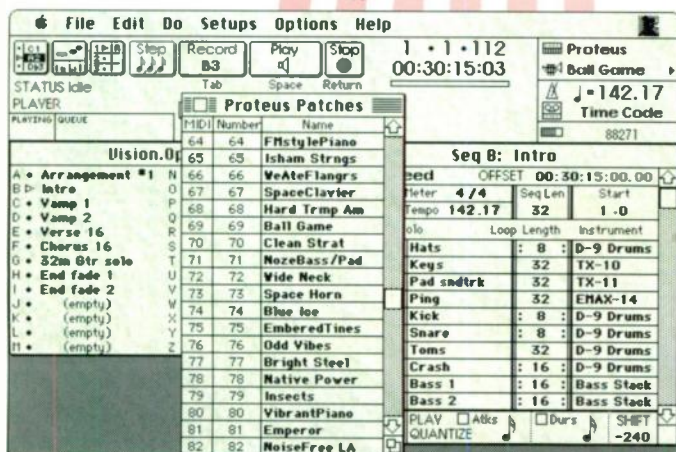 File Edit Do Setups Options Help
C1 A2 Db3 1▷B Step Record B3 Play Stop 1 • 1 • 112 Proteus
00:30:15:03 Ball Game
Tab Space Return
STATUS Idle
♩=142.17
PLAYER
Time Code
PLAYING QUEUE
88271
Proteus Patches
MIDI Number Name
64 64 FMstylePiano
65 65 Isham Strngs
66 66 VeAteFlangrs
67 67 SpaceClavier
68 68 Hard Trmp Am
69 69 Ball Game
70 70 Clean Strat
71 71 NozeBass/Pad
72 72 Wide Neck
73 73 Space Horn
74 74 Blue Ice
75 75 EmberedTines
76 76 Odd Vibes
77 77 Bright Steel
78 78 Native Power
79 79 Insects
80 80 VibrantPiano
81 81 Emperor
82 82 NoiseFree LA
Vision.Op
A • Arrangement #1 N
B ▷ Intro O
C • Vamp 1 P
D • Vamp 2 Q
E • Verse 16 R
F • Chorus 16 S
G • 32m Gtr solo T
H • End fade 1 U
I • End fade 2 V
J • (empty) W
K • (empty) X
L • (empty) Y
M • (empty) Z
Seq B: Intro
eed OFFSET 00:30:15:00.00
Meter 4/4 Seq Len Start
Tempo 142.17 32 1 •0
olo Loop Length Instrument
Hats : 8 : D-9 Drums
Keys 32 TX-10
Pad sndtrk 32 TX-11
Ping 32 EMAX-14
Kick : 8 : D-9 Drums
Snare : 8 : D-9 Drums
Toms 32 D-9 Drums
Crash : 16 : D-9 Drums
Bass 1 : 16 : Bass Stack
Bass 2 : 16 : Bass Stack
PLAY QUANTIZE Atks Durs SHIFT
-240